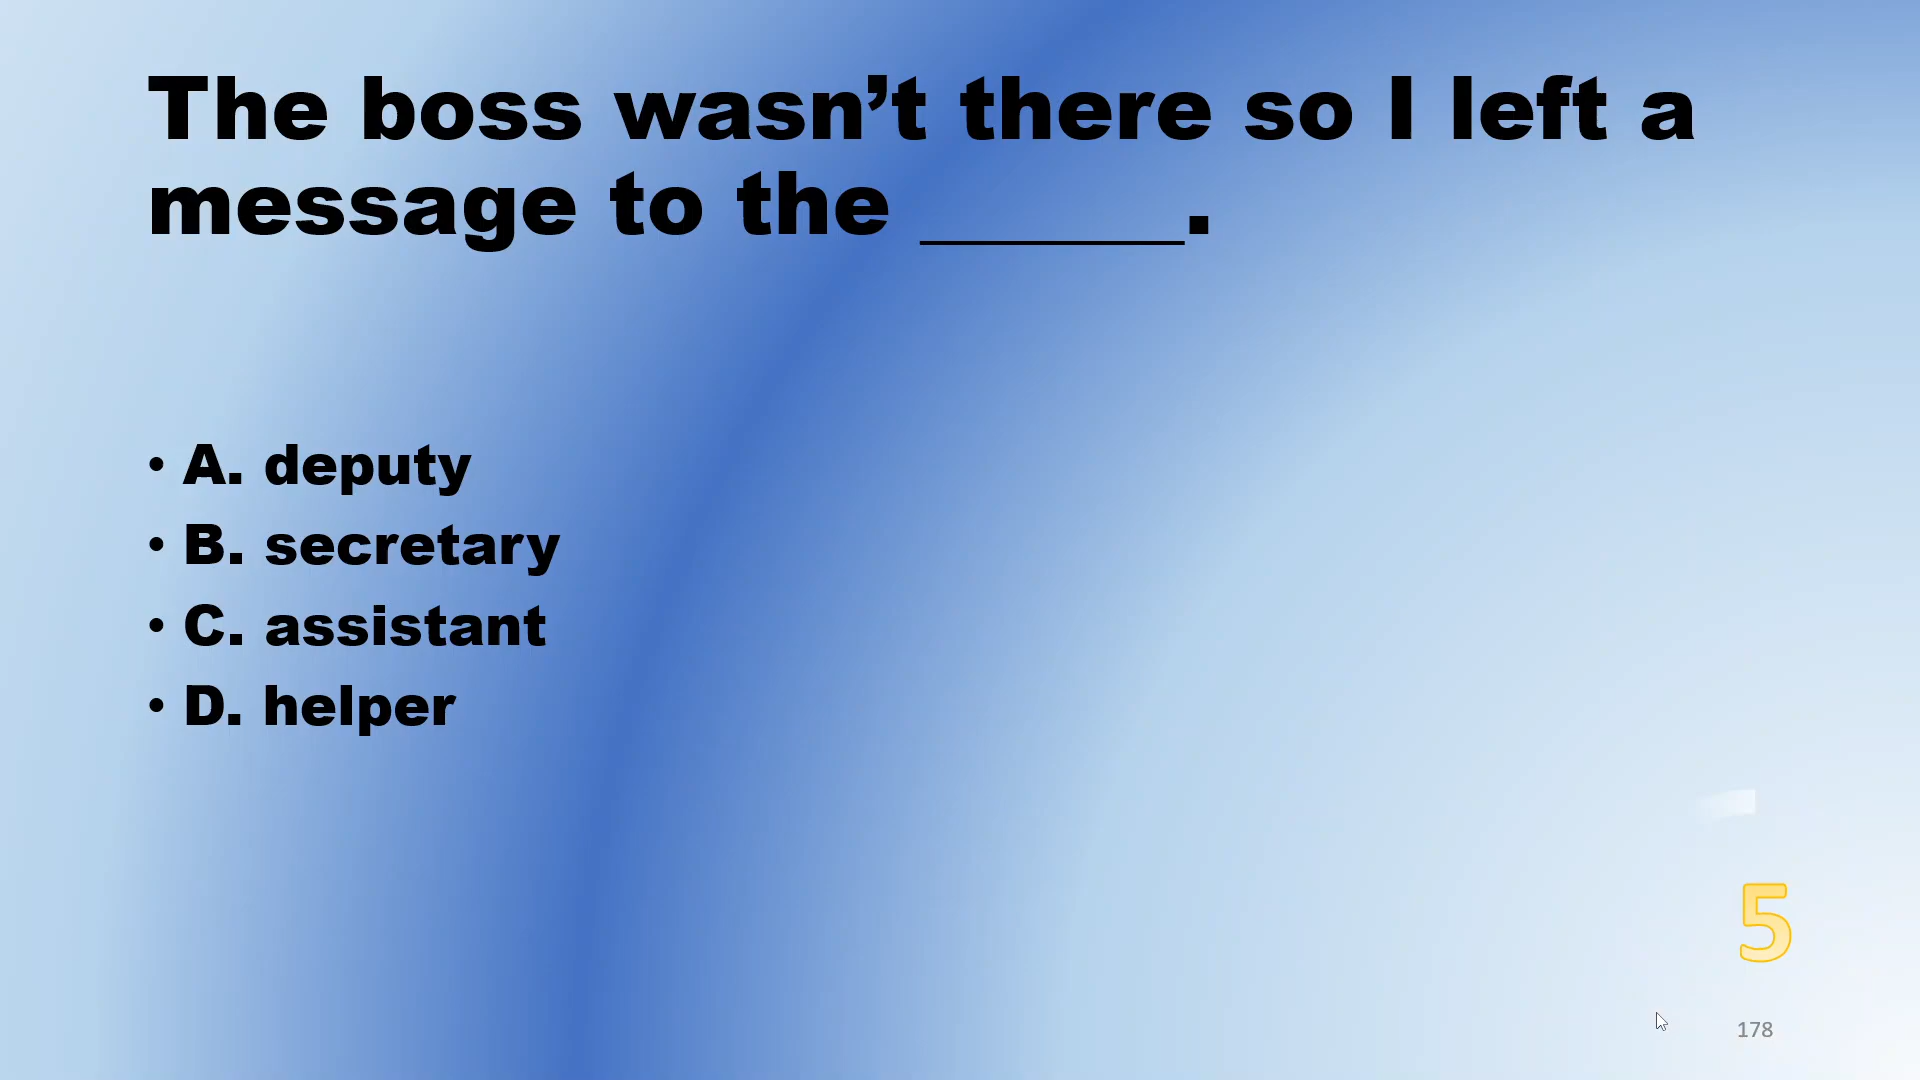 The boss wasn’t there so I left a
message to the ______.
• A. deputy
• B. secretary
• C. assistant
• D. helper
5
178